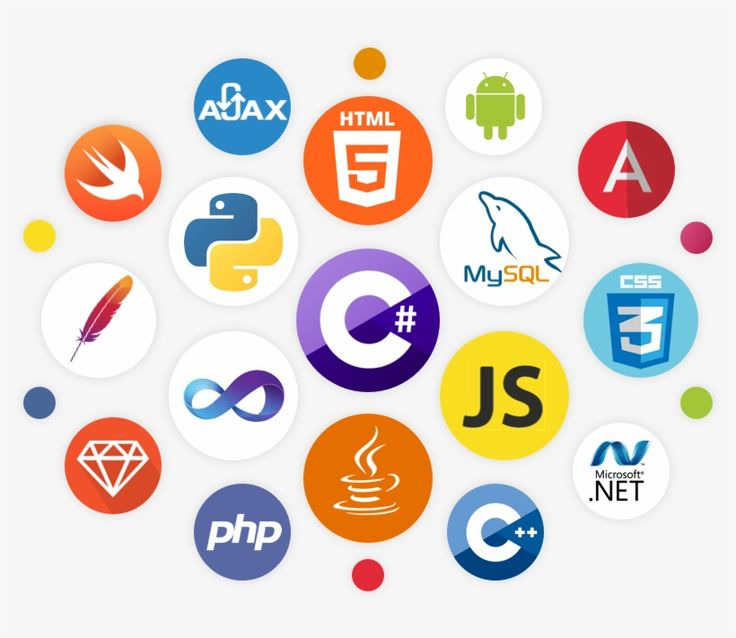 AJAX
HTML
5
A
MySQL
CSS
3
C#
JS
Microsoft®
.NET
php
C++